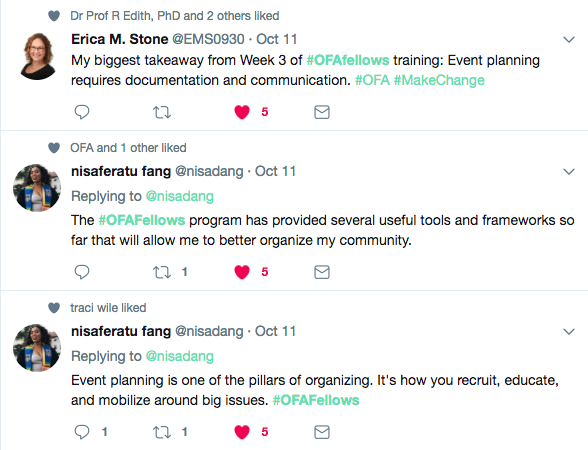 Dr Prof R Edith, PhD and 2 others liked
Erica M. Stone @EMS0930 · Oct 11
My biggest takeaway from Week 3 of #OFAfellows training: Event planning
requires documentation and communication. #OFA #MakeChange
5
OFA and 1 other liked
nisaferatu fang @nisadang · Oct 11
Replying to @nisadang
The #OFAFellows program has provided several useful tools and frameworks so
far that will allow me to better organize my community.
1 5
traci wile liked
nisaferatu fang @nisadang · Oct 11
Replying to @nisadang
Event planning is one of the pillars of organizing. It's how you recruit, educate,
and mobilize around big issues. #OFAFellows
1 1 5